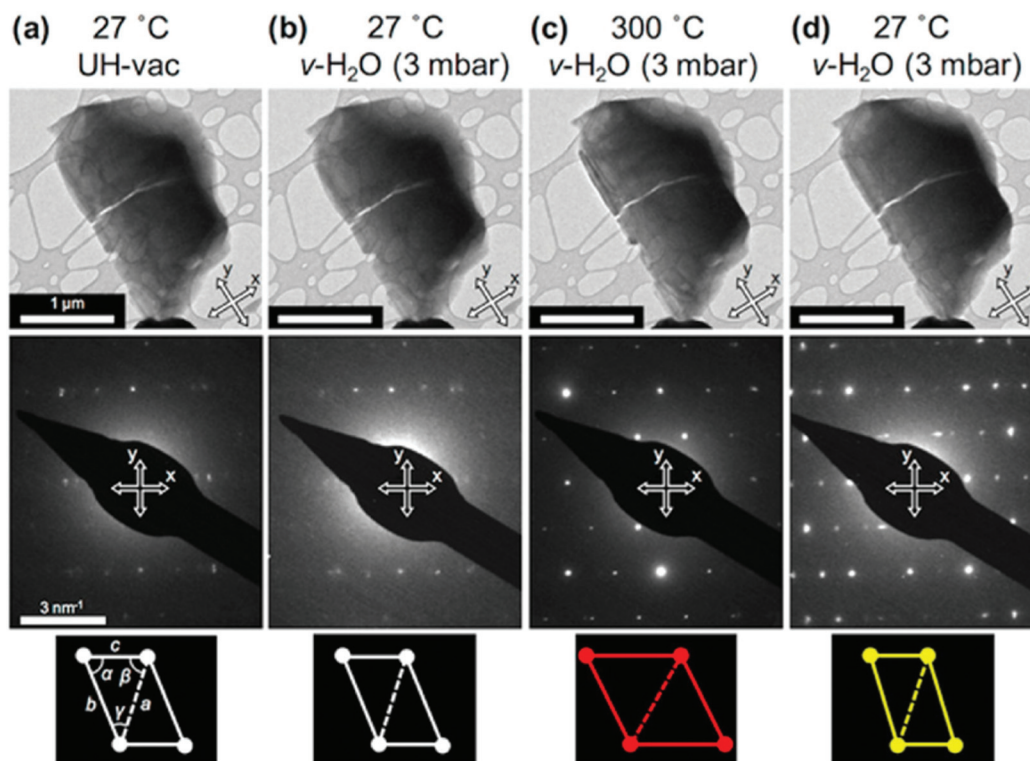 (a) 27 °C
UH-vac
(b) 27 °C
v-H₂O (3 mbar)
(c) 300 °C
v-H₂O (3 mbar)
(d) 27 °C
v-H₂O (3 mbar)
y
x
1 µm
y
x
y
x
y
x
y
x
3 nm⁻¹
y
x
y
x
y
x
c
α
β
b
a
γ